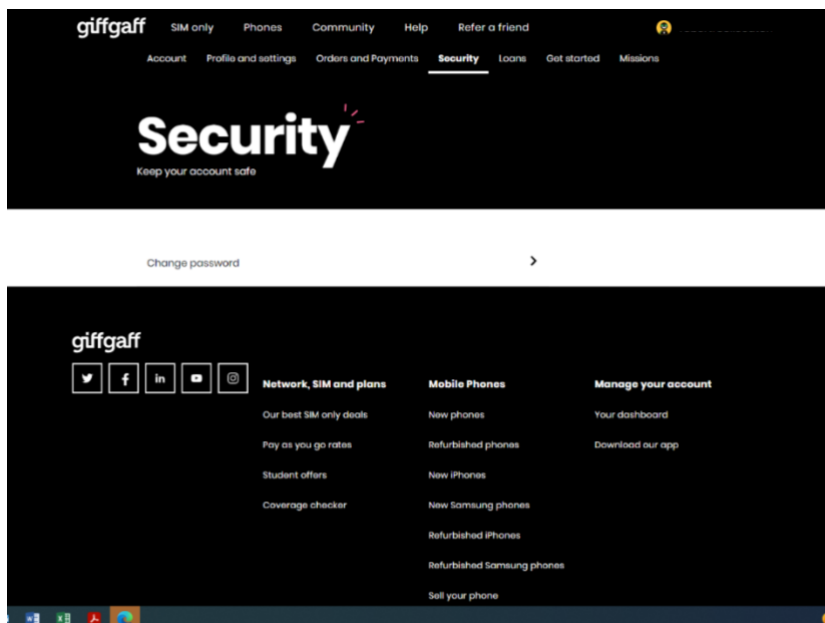 giffgaff SIM only Phones Community Help Refer a friend
Account Profile and settings Orders and Payments Security Loans Get started Missions
Security
Keep your account safe
Change password
giffgaff
Network, SIM and plans Mobile Phones Manage your account
Our best SIM only deals New phones Your dashboard
Pay as you go rates Refurbished phones Download our app
Student offers New iPhones
Coverage checker New Samsung phones
Refurbished iPhones
Refurbished Samsung phones
Sell your phone